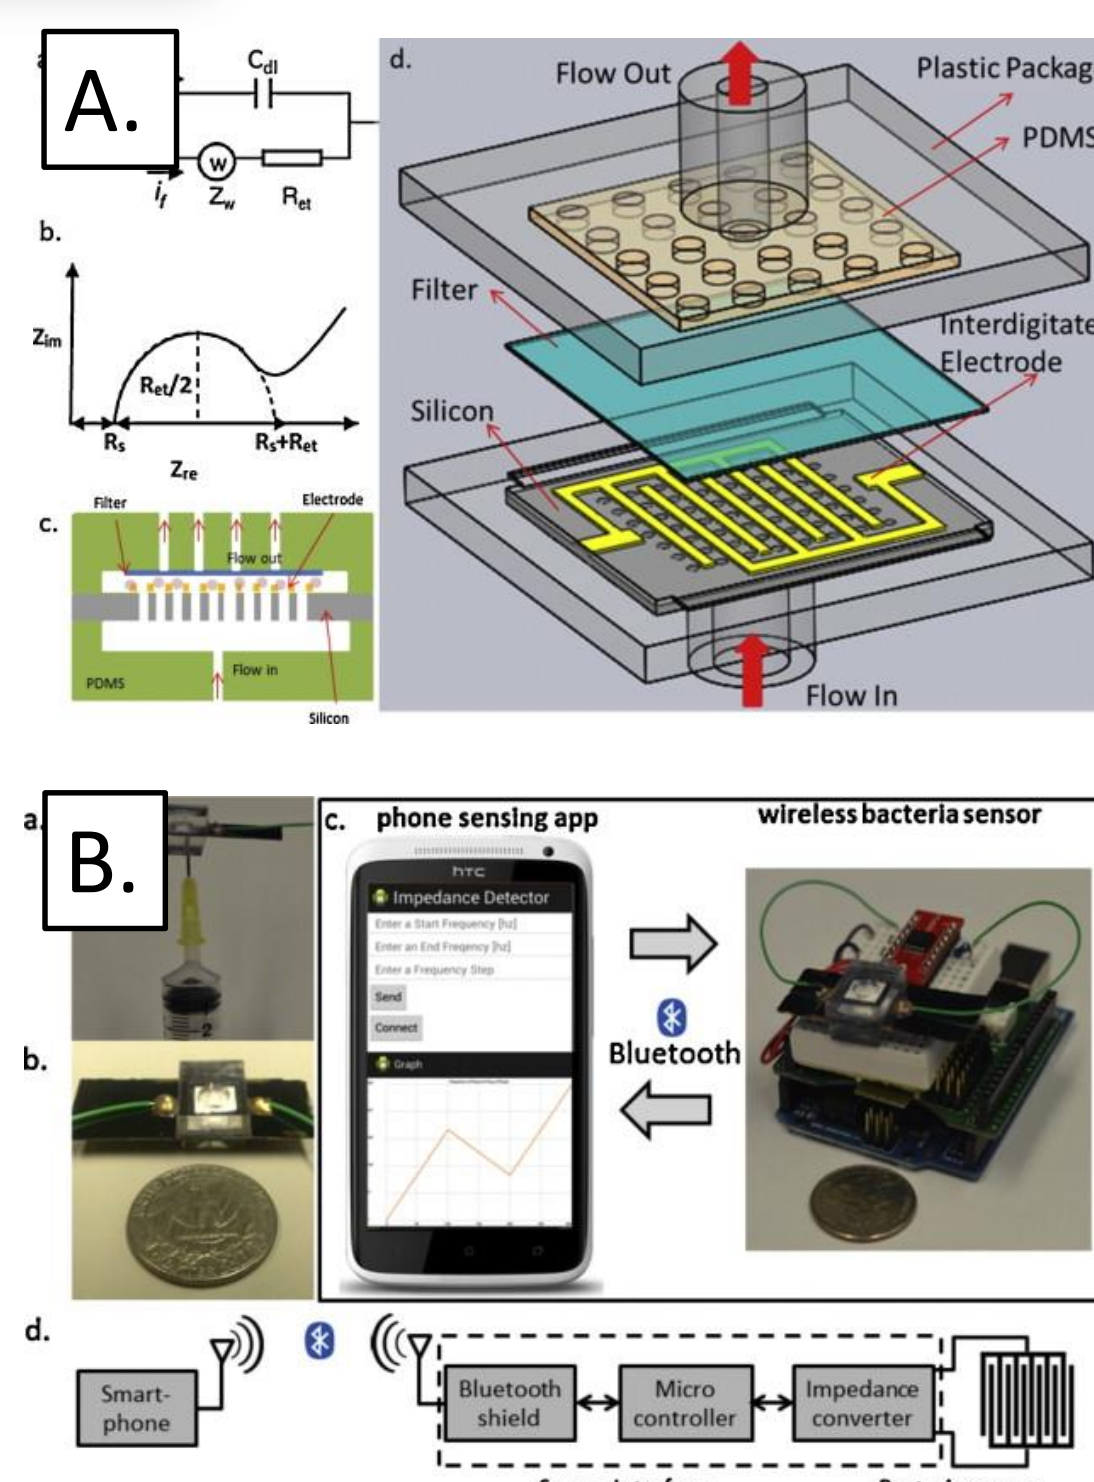 A.
Cdl
if
Zw
W
Ret
b.
Zim
Ret/2
Rs
Rs+Ret
Zre
c.
Filter
Electrode
Flow out
Flow in
PDMS
Silicon
d.
Flow Out
Plastic Packag
PDMS
Filter
Interdigitate
Electrode
Silicon
Flow In
B.
a.
2
b.
c.
phone sensing app
wireless bacteria sensor
hTC
Impedance Detector
Enter a Start Frequency [hz]
Enter an End Freqency [hz]
Enter a Frequency Step
Send
Connect
Graph
Bluetooth
d.
Smart-
phone
Bluetooth
shield
Micro
controller
Impedance
converter